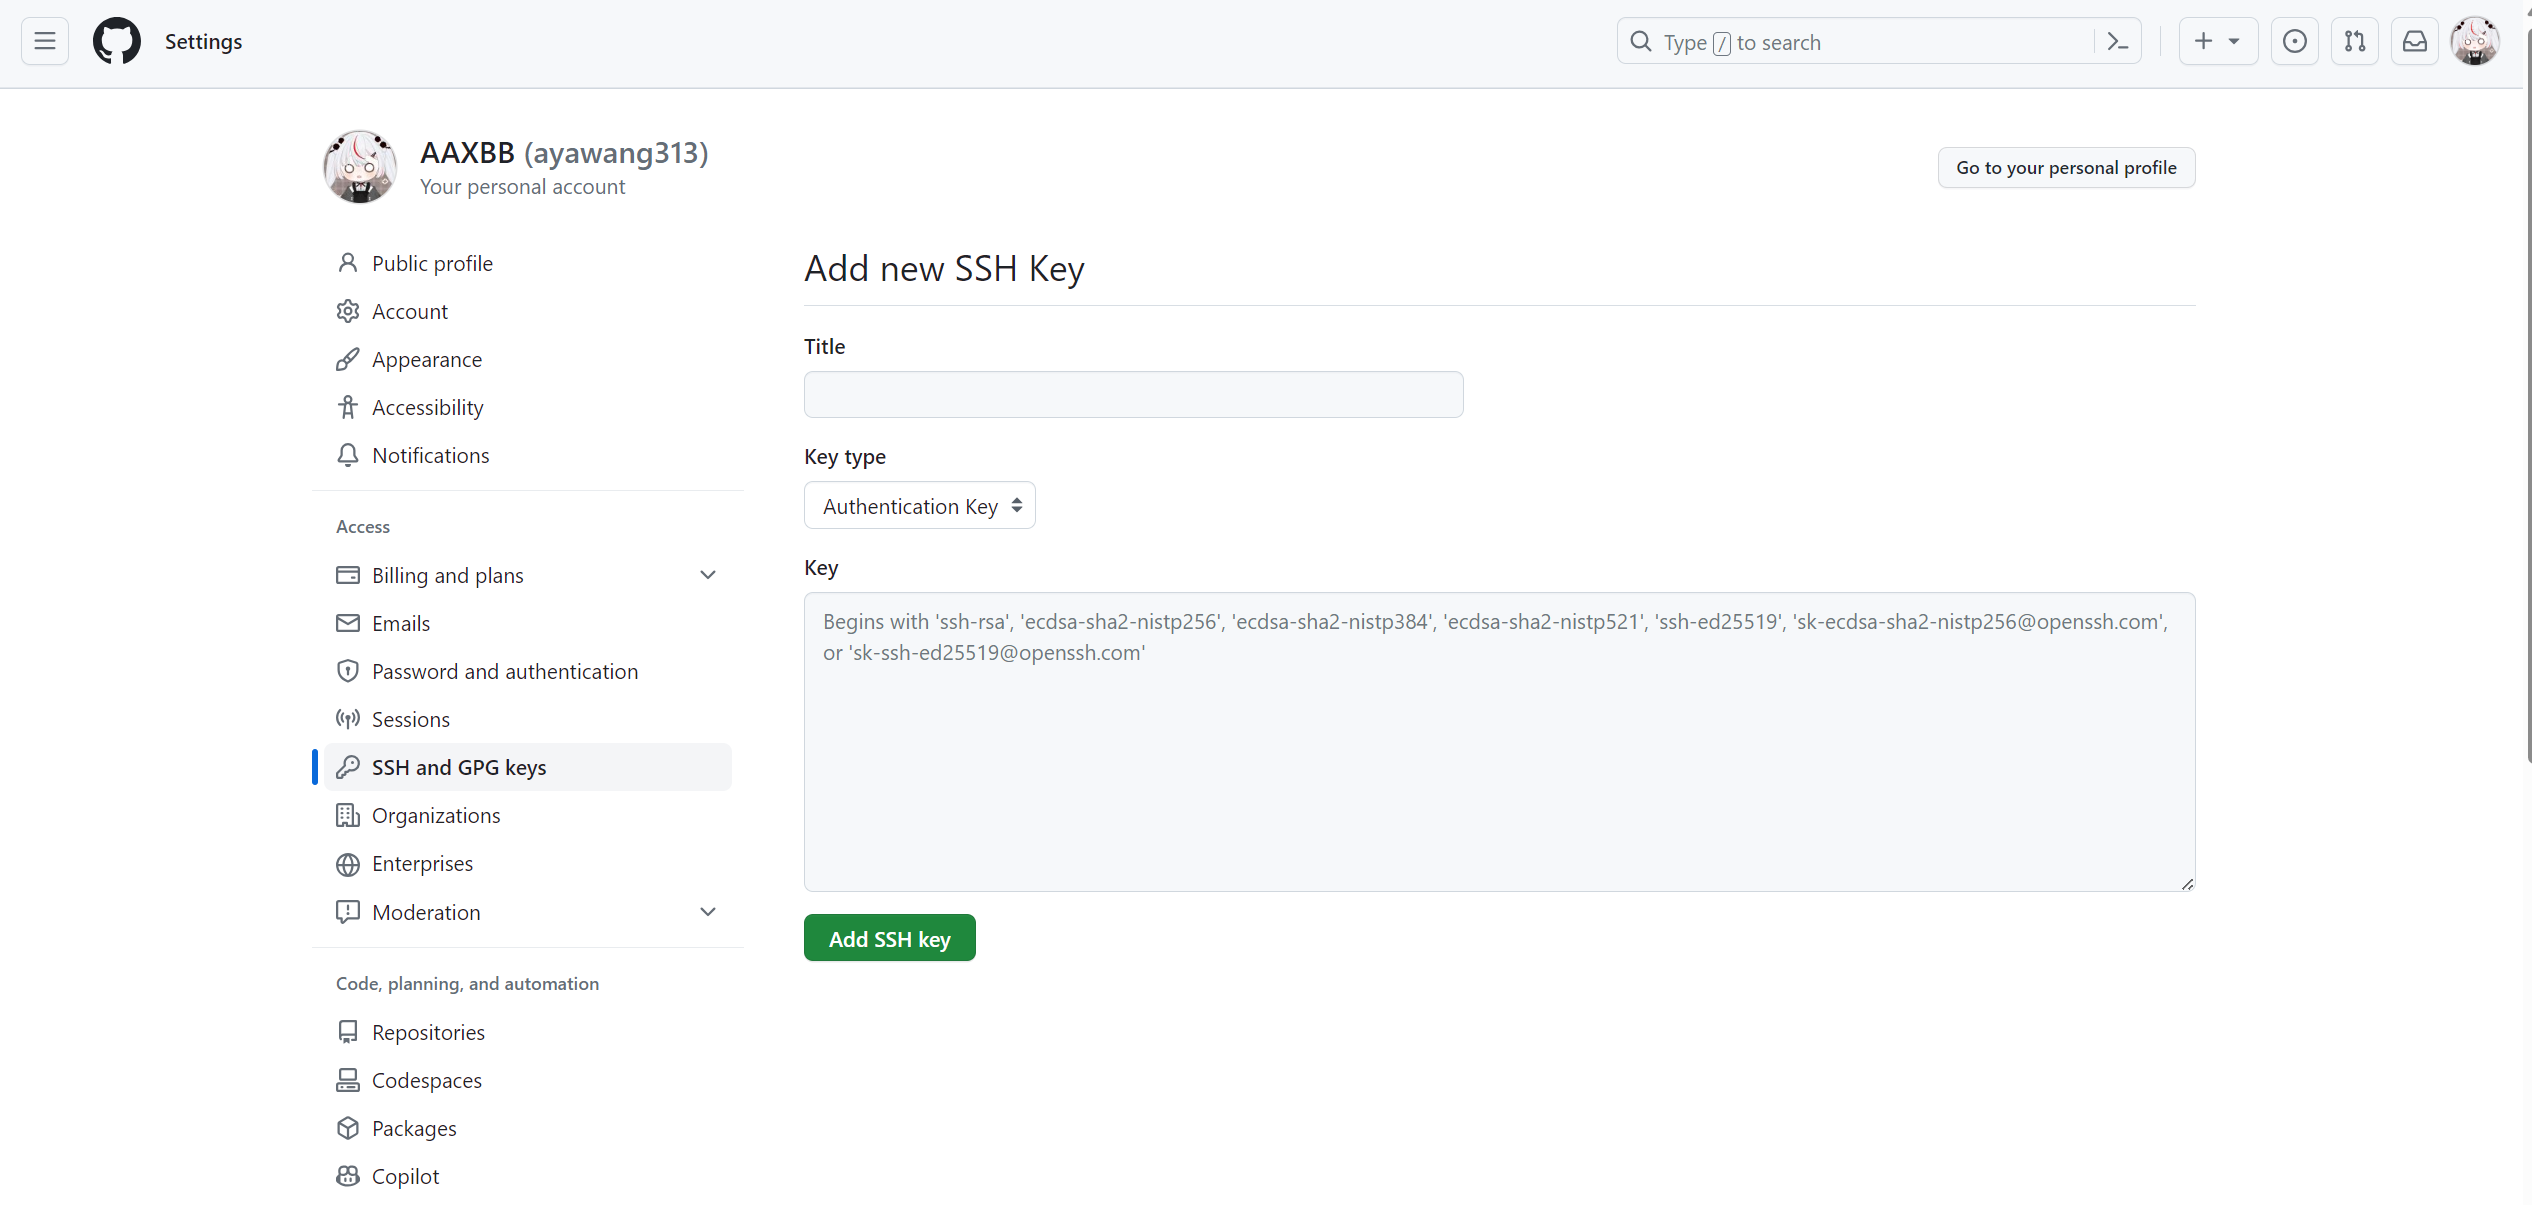 Settings
Type / to search
AAXBB (ayawang313)
Your personal account
Go to your personal profile
Public profile
Account
Appearance
Accessibility
Notifications
Access
Billing and plans
Emails
Password and authentication
Sessions
SSH and GPG keys
Organizations
Enterprises
Moderation
Code, planning, and automation
Repositories
Codespaces
Packages
Copilot
Add new SSH Key
Title
Key type
Authentication Key
Key
Begins with 'ssh-rsa', 'ecdsa-sha2-nistp256', 'ecdsa-sha2-nistp384', 'ecdsa-sha2-nistp521', 'ssh-ed25519', 'sk-ecdsa-sha2-nistp256@openssh.com',
or 'sk-ssh-ed25519@openssh.com'
Add SSH key